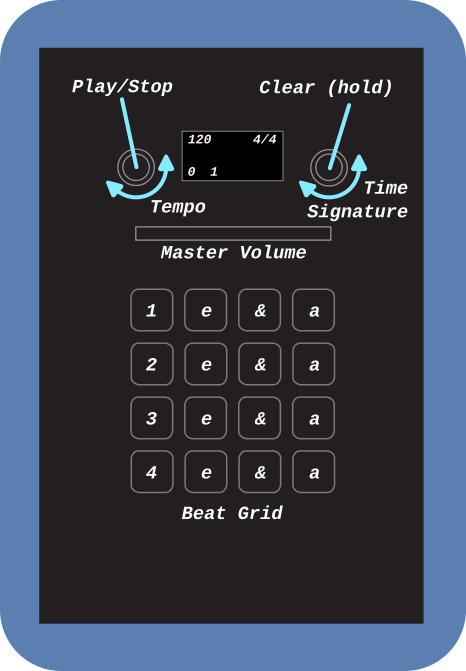 Play/Stop
Clear (hold)
120 4/4
0 1
Time
Signature
Tempo
Master Volume
1 e & a
2 e & a
3 e & a
4 e & a
Beat Grid